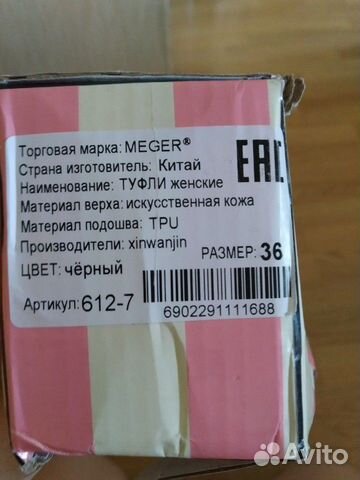 Торговая марка: MEGER®
Страна изготовитель: Китай
Наименование: ТУФЛИ женские
Материал верха: искусственная кожа
Материал подошва: TPU
Производители: xinwanjin
РАЗМЕР: 36
ЦВЕТ: чёрный
Артикул: 612-7
6902291111688
EAC
Avito